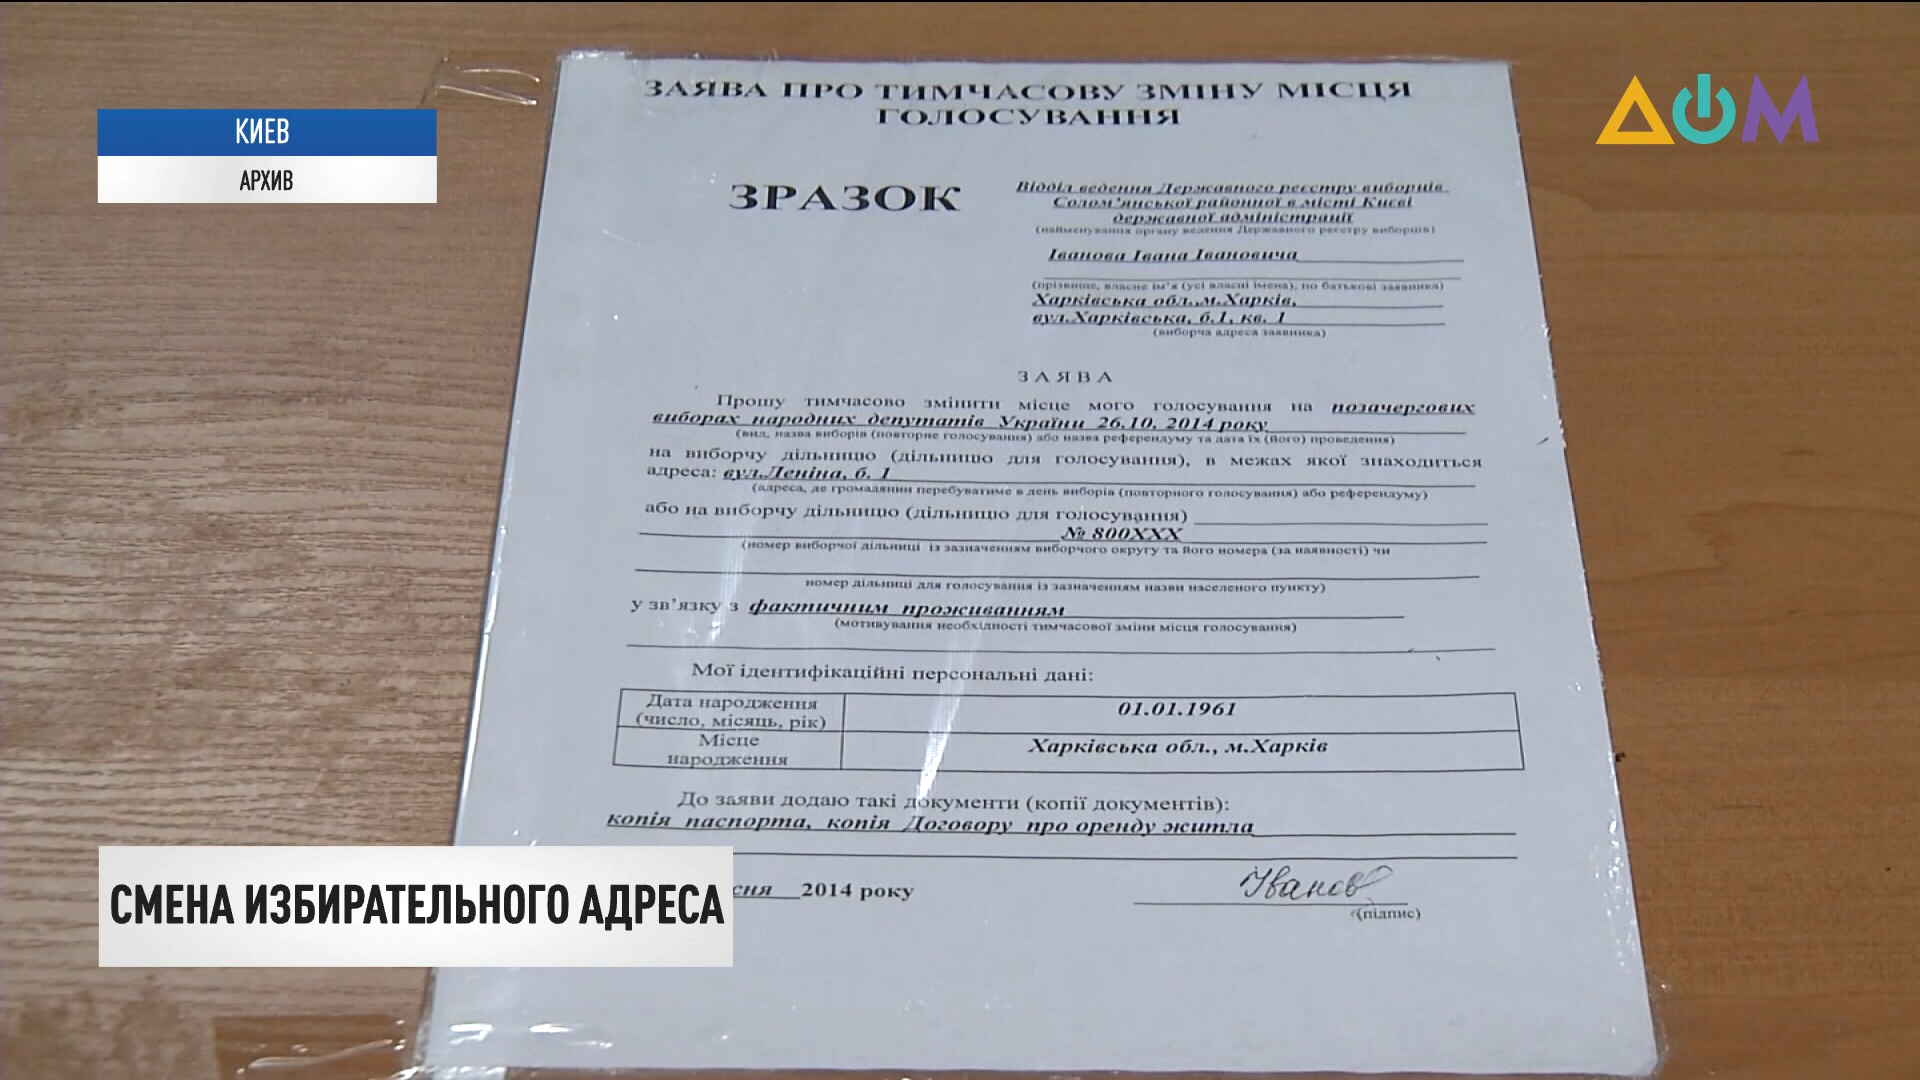 ЗАЯВА ПРО ТИМЧАСОВУ ЗМІНУ МІСЦЯ
ГОЛОСУВАННЯ
КИЕВ
АРХИВ
ДОМ
ЗРАЗОК
Відділ ведення Державного реєстру виборців
Солом'янської районної в місті Києві
державної адміністрації
(найменування органу ведення Державного реєстру виборців)
Іванова Івана Івановича
(прізвище, власне ім'я (усі власні імена), по батькові заявника)
Харківська обл.,м.Харків,
вул.Харківська, б.1, кв. 1
(виборча адреса заявника)
ЗАЯВА
Прошу тимчасово змінити місце мого голосування на позачергових
виборах народних депутатів України 26.10. 2014 року
(вид, назва виборів (повторне голосування) або назва референдуму та дата їх (його) проведення)
на виборчу дільницю (дільницю для голосування), в межах якої знаходиться
адреса: вул.Леніна, б. 1
(адреса, де громадянин перебуватиме в день виборів (повторного голосування) або референдуму)
або на виборчу дільницю (дільницю для голосування)
№ 800ХХХ
(номер виборчої дільниці із зазначенням виборчого округу та його номера (за наявності) чи
номер дільниці для голосування із зазначенням назви населеного пункту)
у зв'язку з фактичним проживанням
(мотивування необхідності тимчасової зміни місця голосування)
Мої ідентифікаційні персональні дані:
Дата народження
(число, місяць, рік)
01.01.1961
Місце
народження
Харківська обл., м.Харків
До заяви додаю такі документи (копії документів):
копія паспорта, копія Договору про оренду житла
сня 2014 року
Іванов
(підпис)
СМЕНА ИЗБИРАТЕЛЬНОГО АДРЕСА